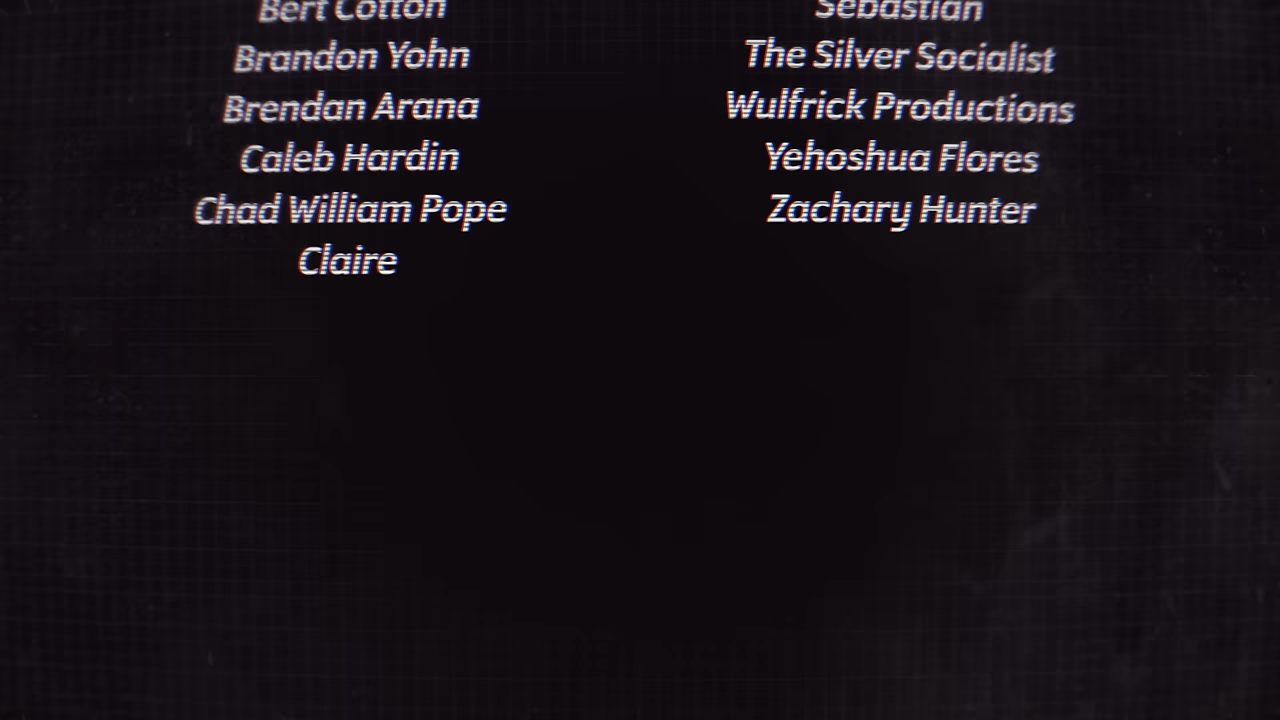 Bert Cotton
Brandon Yohn
Brendan Arana
Caleb Hardin
Chad William Pope
Claire
Sebastian
The Silver Socialist
Wulfrick Productions
Yehoshua Flores
Zachary Hunter